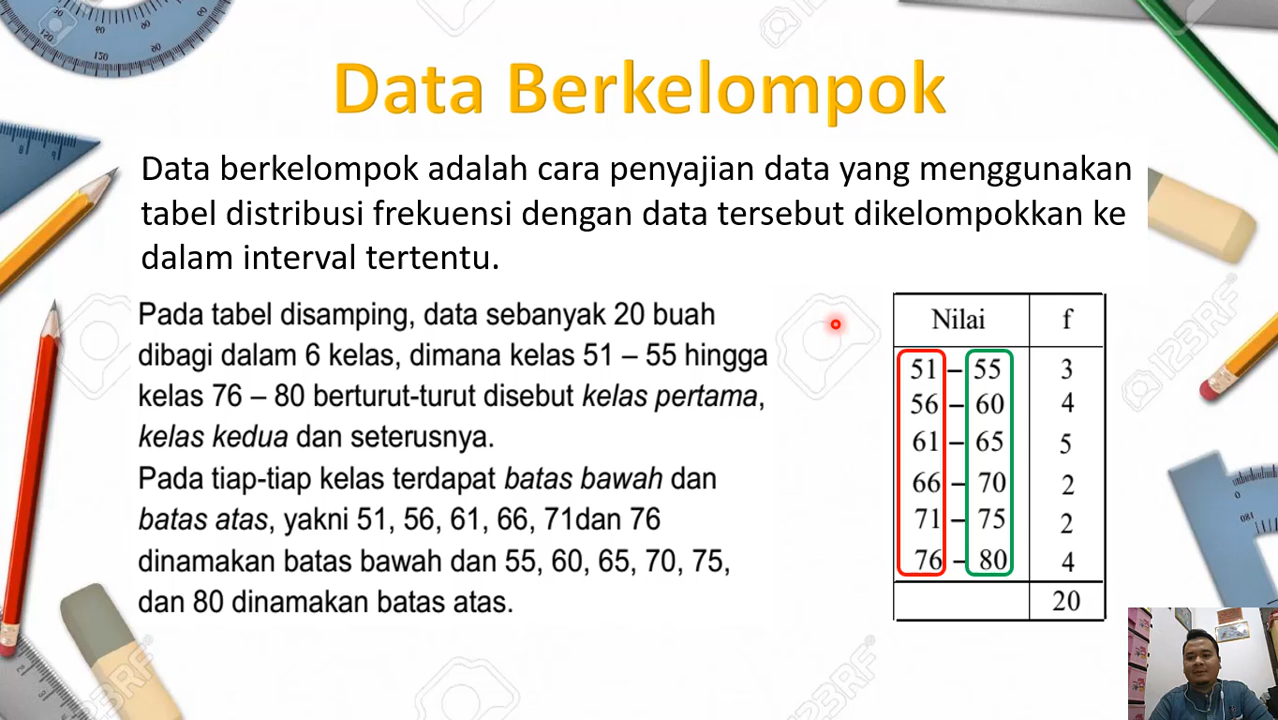 Data Berkelompok
Data berkelompok adalah cara penyajian data yang menggunakan
tabel distribusi frekuensi dengan data tersebut dikelompokkan ke
dalam interval tertentu.
Pada tabel disamping, data sebanyak 20 buah
dibagi dalam 6 kelas, dimana kelas 51 – 55 hingga
kelas 76 – 80 berturut-turut disebut kelas pertama,
kelas kedua dan seterusnya.
Pada tiap-tiap kelas terdapat batas bawah dan
batas atas, yakni 51, 56, 61, 66, 71dan 76
dinamakan batas bawah dan 55, 60, 65, 70, 75,
dan 80 dinamakan batas atas.
Nilai f
51 – 55 3
56 – 60 4
61 – 65 5
66 – 70 2
71 – 75 2
76 – 80 4
20
123RF
123RF
123RF
123RF